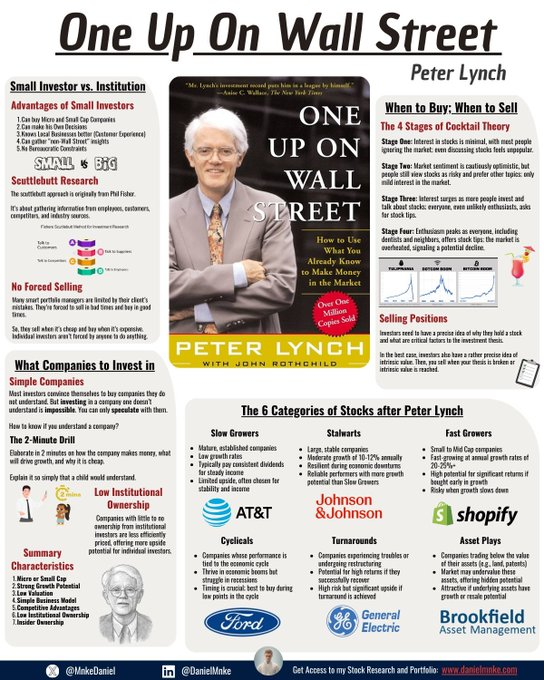 One Up On Wall Street
Peter Lynch
Small Investor vs. Institution
Advantages of Small Investors
1. Can buy Micro and Small Cap Companies
2. Can make his Own Decisions
3. Knows Local Businesses better (Customer Experience)
4. Can gather "non-Wall Street" insights
5. No Bureaucratic Constraints
SMALL vs BIG
Scuttlebutt Research
The scuttlebutt approach is originally from Phil Fisher.
It's about gathering information from employees, customers,
competitors, and industry sources.
Fishers Scuttlebutt Method for Investment Research
Talk to
Customers
Talk to Suppliers
Talk to Competitors
Talk to Employees
No Forced Selling
Many smart portfolio managers are limited by their client's
mistakes. They're forced to sell in bad times and buy in good
times.
So, they sell when it's cheap and buy when it's expensive.
Individual investors aren't forced by anyone to do anything.
"Mr. Lynch's investment record puts him in a league by himself."
—Anise C. Wallace, The New York Times
ONE
UP ON
WALL
STREET
How to Use
What You
Already Know
to Make Money
in the Market
Over One
Million
Copies Sold
PETER LYNCH
WITH JOHN ROTHCHILD
When to Buy; When to Sell
The 4 Stages of Cocktail Theory
Stage One: Interest in stocks is minimal, with most people
ignoring the market; even discussing stocks feels unpopular.
Stage Two: Market sentiment is cautiously optimistic, but
people still view stocks as risky and prefer other topics; only
mild interest in the market.
Stage Three: Interest surges as more people invest and
talk about stocks; everyone, even unlikely enthusiasts, asks
for stock tips.
Stage Four: Enthusiasm peaks as everyone, including
dentists and neighbors, offers stock tips; the market is
overheated, signaling a potential decline.
TULIPMANIA
DOTCOM BOOM
BITCOIN BOOM
Selling Positions
Investors need to have a precise idea of why they hold a stock
and what are critical factors to the investment thesis.
In the best case, investors also have a rather precise idea of
intrinsic value. Then, you sell when your thesis is broken or
intrinsic value is reached.
What Companies to Invest in
Simple Companies
Most investors convince themselves to buy companies they do
not understand. But investing in a company one doesn't
understand is impossible. You can only speculate with them.
How to know if you understand a company?
The 2-Minute Drill
Elaborate in 2 minutes on how the company makes money, what
will drive growth, and why it is cheap.
Explain it so simply that a child would understand.
2 mins
Low Institutional
Ownership
Companies with little to no
ownership from institutional
investors are less efficiently
priced, offering more upside
potential for individual investors.
Summary
Characteristics
1. Micro or Small Cap
2. Strong Growth Potential
3. Low Valuation
4. Simple Business Model
5. Competitive Advantages
6. Low Institutional Ownership
7. Insider Ownership
The 6 Categories of Stocks after Peter Lynch
Slow Growers
• Mature, established companies
• Low growth rates
• Typically pay consistent dividends
for steady income
• Limited upside, often chosen for
stability and income
AT&T
Stalwarts
• Large, stable companies
• Moderate growth of 10-12% annually
• Resilient during economic downturns
• Reliable performers with more growth
potential than Slow Growers
Johnson
&Johnson
Fast Growers
• Small to Mid Cap companies
• Fast-growing at annual growth rates of
20-25%+
• High potential for significant returns if
bought early in growth
• Risky when growth slows down
shopify
Cyclicals
• Companies whose performance is
tied to the economic cycle
• Thrive in economic booms but
struggle in recessions
• Timing is crucial; best to buy during
low points in the cycle
Ford
Turnarounds
• Companies experiencing troubles or
undergoing restructuring
• Potential for high returns if they
successfully recover
• High risk but significant upside if
turnaround is achieved
General
Electric
Asset Plays
• Companies trading below the value
of their assets (e.g., land, patents)
• Market may undervalue these
assets, offering hidden potential
• Attractive if underlying assets have
growth or resale potential
Brookfield
Asset Management
@MnkeDaniel
@DanielMnke
Get Access to my Stock Research and Portfolio: www.danielmnke.com